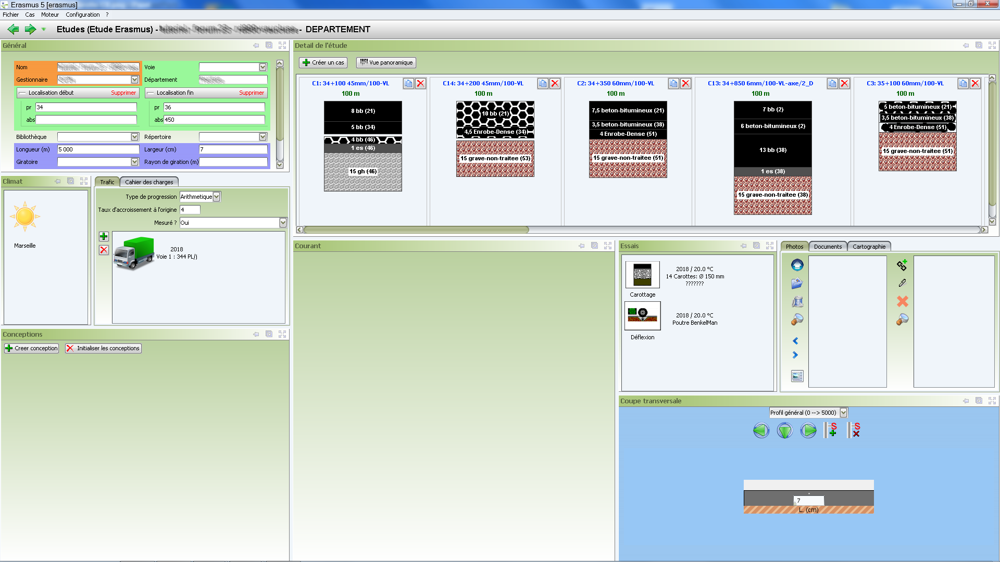 Erasmus 5 [erasmus]
Fichier Cas Moteur Configuration ?
Etudes (Etude Erasmus) - - DEPARTEMENT
Général
Nom
Voie
Gestionnaire
Département
Localisation début Supprimer
Localisation fin Supprimer
pr 34
pr 36
abs
abs 450
Bibliothèque
Répertoire
Longueur (m) 5 000
Largeur (cm) 7
Giratoire
Rayon de giration (m)
Climat
Marseille
Trafic Cahier des charges
Type de progression Arithmetique
Taux d'accroissement à l'origine 4
Mesuré ? Oui
2018
Voie 1 : 344 PL/j
Conceptions
Creer conception Initialiser les conceptions
Detail de l'étude
Créer un cas Vue panoramique
C1: 34+100 45mm/100-VL
100 m
8 bb (21)
5 bb (34)
4 bb (46)
1 es (46)
15 gh (46)
C14: 34+200 45mm/100-VL
100 m
10 bb (21)
4,5 Enrobe-Dense (34)
15 grave-non-traitee (53)
C2: 34+350 60mm/100-VL
100 m
7,5 beton-bitumineux (21)
3,5 beton-bitumineux (38)
4 Enrobe-Dense (51)
15 grave-non-traitee (51)
C13: 34+850 6mm/100-VL-axe/2_D
100 m
7 bb (2)
6 beton-bitumineux (2)
13 bb (38)
1 es (38)
15 grave-non-traitee (38)
C3: 35+100 60mm/100-VL
100 m
5 beton-bitumineux (21)
3,5 beton-bitumineux (38)
4 Enrobe-Dense (51)
15 grave-non-traitee (51)
Courant
Essais
2018 / 20.0 °C
14 Carottes: Ø 150 mm
???????
Carottage
2018 / 20.0 °C
Poutre BenkelMan
Déflexion
Photos Documents Cartographie
Coupe transversale
Profil général (0 --> 5000)
S
S
7
L. (cm)